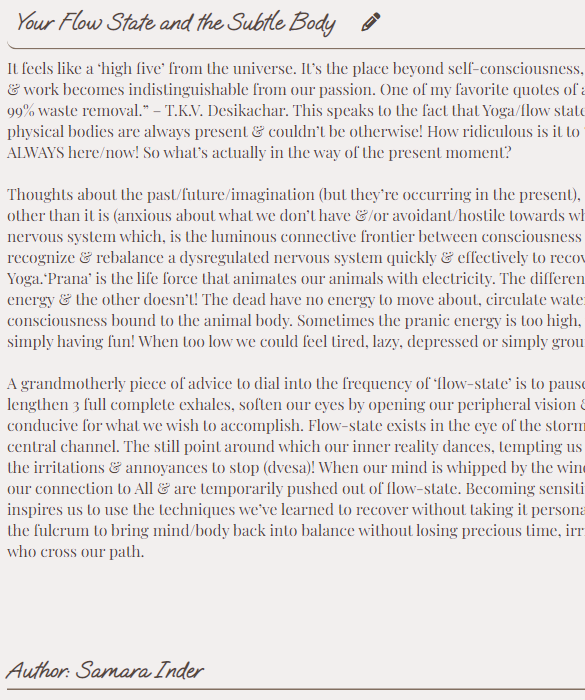 Your Flow State and the Subtle Body
It feels like a ‘high five’ from the universe. It’s the place beyond self-consciousness,
& work becomes indistinguishable from our passion. One of my favorite quotes of a
99% waste removal.” – T.K.V. Desikachar. This speaks to the fact that Yoga/flow state
physical bodies are always present & couldn’t be otherwise! How ridiculous is it to
ALWAYS here/now! So what’s actually in the way of the present moment?
Thoughts about the past/future/imagination (but they’re occurring in the present),
other than it is (anxious about what we don’t have &/or avoidant/hostile towards wh
nervous system which, is the luminous connective frontier between consciousness
recognize & rebalance a dysregulated nervous system quickly & effectively to recov
Yoga.‘Prana’ is the life force that animates our animals with electricity. The differen
energy & the other doesn’t! The dead have no energy to move about, circulate wate
consciousness bound to the animal body. Sometimes the pranic energy is too high,
simply having fun! When too low we could feel tired, lazy, depressed or simply grou
A grandmotherly piece of advice to dial into the frequency of ‘flow-state’ is to pause
lengthen 3 full complete exhales, soften our eyes by opening our peripheral vision &
conducive for what we wish to accomplish. Flow-state exists in the eye of the storm
central channel. The still point around which our inner reality dances, tempting us
the irritations & annoyances to stop (dvesa)! When our mind is whipped by the win
our connection to All & are temporarily pushed out of flow-state. Becoming sensiti
inspires us to use the techniques we’ve learned to recover without taking it persona
the fulcrum to bring mind/body back into balance without losing precious time, irr
who cross our path.
Author: Samara Inder